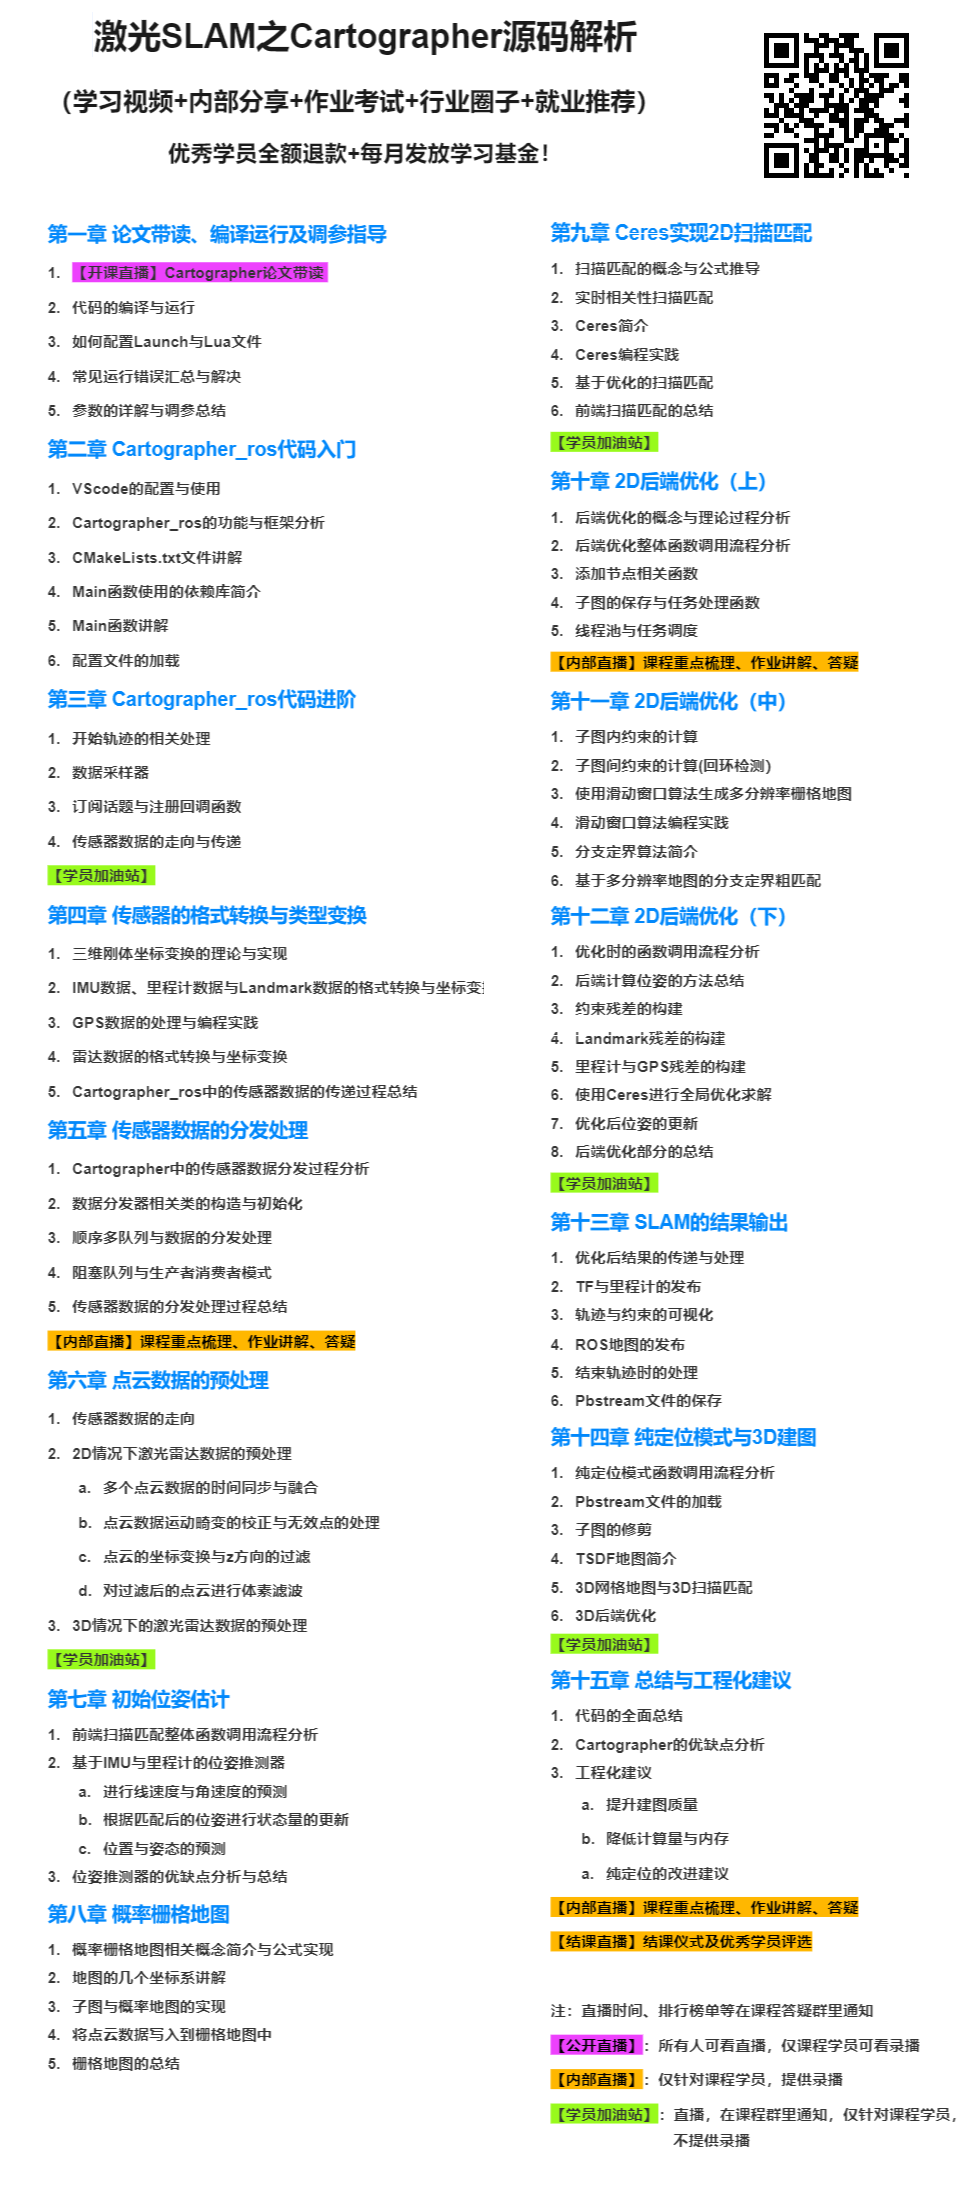 激光SLAM之Cartographer源码解析
（学习视频+内部分享+作业考试+行业圈子+就业推荐）
优秀学员全额退款+每月发放学习基金！
第一章 论文带读、编译运行及调参指导
1. 【开课直播】Cartographer论文带读
2. 代码的编译与运行
3. 如何配置Launch与Lua文件
4. 常见运行错误汇总与解决
5. 参数的详解与调参总结
第二章 Cartographer_ros代码入门
1. VScode的配置与使用
2. Cartographer_ros的功能与框架分析
3. CMakeLists.txt文件讲解
4. Main函数使用的依赖库简介
5. Main函数讲解
6. 配置文件的加载
第三章 Cartographer_ros代码进阶
1. 开始轨迹的相关处理
2. 数据采样器
3. 订阅话题与注册回调函数
4. 传感器数据的走向与传递
【学员加油站】
第四章 传感器的格式转换与类型变换
1. 三维刚体坐标变换的理论与实现
2. IMU数据、里程计数据与Landmark数据的格式转换与坐标变
3. GPS数据的处理与编程实践
4. 雷达数据的格式转换与坐标变换
5. Cartographer_ros中的传感器数据的传递过程总结
第五章 传感器数据的分发处理
1. Cartographer中的传感器数据分发过程分析
2. 数据分发器相关类的构造与初始化
3. 顺序多队列与数据的分发处理
4. 阻塞队列与生产者消费者模式
5. 传感器数据的分发处理过程总结
【内部直播】课程重点梳理、作业讲解、答疑
第六章 点云数据的预处理
1. 传感器数据的走向
2. 2D情况下激光雷达数据的预处理
a. 多个点云数据的时间同步与融合
b. 点云数据运动畸变的校正与无效点的处理
c. 点云的坐标变换与z方向的过滤
d. 对过滤后的点云进行体素滤波
3. 3D情况下的激光雷达数据的预处理
【学员加油站】
第七章 初始位姿估计
1. 前端扫描匹配整体函数调用流程分析
2. 基于IMU与里程计的位姿推测器
a. 进行线速度与角速度的预测
b. 根据匹配后的位姿进行状态量的更新
c. 位置与姿态的预测
3. 位姿推测器的优缺点分析与总结
第八章 概率栅格地图
1. 概率栅格地图相关概念简介与公式实现
2. 地图的几个坐标系讲解
3. 子图与概率地图的实现
4. 将点云数据写入到栅格地图中
5. 栅格地图的总结
第九章 Ceres实现2D扫描匹配
1. 扫描匹配的概念与公式推导
2. 实时相关性扫描匹配
3. Ceres简介
4. Ceres编程实践
5. 基于优化的扫描匹配
6. 前端扫描匹配的总结
【学员加油站】
第十章 2D后端优化（上）
1. 后端优化的概念与理论过程分析
2. 后端优化整体函数调用流程分析
3. 添加节点相关函数
4. 子图的保存与任务处理函数
5. 线程池与任务调度
【内部直播】课程重点梳理、作业讲解、答疑
第十一章 2D后端优化（中）
1. 子图内约束的计算
2. 子图间约束的计算(回环检测)
3. 使用滑动窗口算法生成多分辨率栅格地图
4. 滑动窗口算法编程实践
5. 分支定界算法简介
6. 基于多分辨率地图的分支定界粗匹配
第十二章 2D后端优化（下）
1. 优化时的函数调用流程分析
2. 后端计算位姿的方法总结
3. 约束残差的构建
4. Landmark残差的构建
5. 里程计与GPS残差的构建
6. 使用Ceres进行全局优化求解
7. 优化后位姿的更新
8. 后端优化部分的总结
【学员加油站】
第十三章 SLAM的结果输出
1. 优化后结果的传递与处理
2. TF与里程计的发布
3. 轨迹与约束的可视化
4. ROS地图的发布
5. 结束轨迹时的处理
6. Pbstream文件的保存
第十四章 纯定位模式与3D建图
1. 纯定位模式函数调用流程分析
2. Pbstream文件的加载
3. 子图的修剪
4. TSDF地图简介
5. 3D网格地图与3D扫描匹配
6. 3D后端优化
【学员加油站】
第十五章 总结与工程化建议
1. 代码的全面总结
2. Cartographer的优缺点分析
3. 工程化建议
a. 提升建图质量
b. 降低计算量与内存
a. 纯定位的改进建议
【内部直播】课程重点梳理、作业讲解、答疑
【结课直播】结课仪式及优秀学员评选
注：直播时间、排行榜单等在课程答疑群里通知
【公开直播】：所有人可看直播，仅课程学员可看录播
【内部直播】：仅针对课程学员，提供录播
【学员加油站】：直播，在课程群里通知，仅针对课程学员，
不提供录播